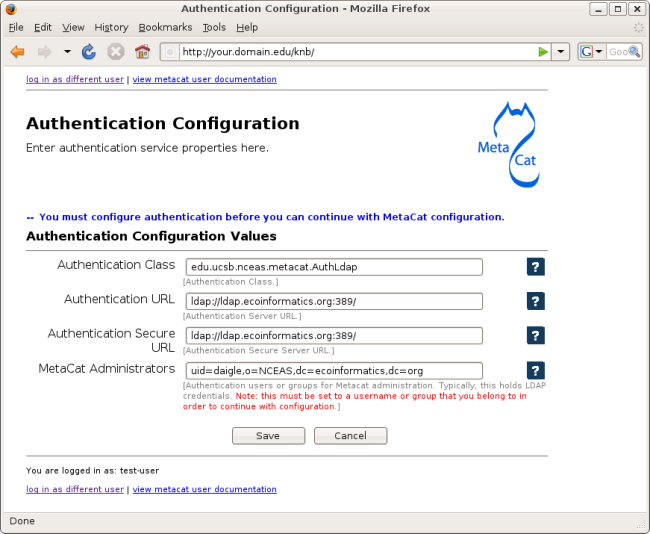 Authentication Configuration - Mozilla Firefox
File Edit View History Bookmarks Tools Help
http://your.domain.edu/knb/
G Goo
log in as different user | view metacat user documentation
Authentication Configuration
Enter authentication service properties here.
Meta
Cat
-- You must configure authentication before you can continue with MetaCat configuration.
Authentication Configuration Values
Authentication Class edu.ucsb.nceas.metacat.AuthLdap ?
[Authentication Class.]
Authentication URL ldap://ldap.ecoinformatics.org:389/ ?
[Authentication Server URL.]
Authentication Secure ldap://ldap.ecoinformatics.org:389/ ?
URL [Authentication Secure Server URL.]
MetaCat Administrators uid=daigle,o=NCEAS,dc=ecoinformatics,dc=org ?
[Authentication users or groups for Metacat administration. Typically, this holds LDAP
credentials. Note: this must be set to a username or group that you belong to in
order to continue with configuration.]
Save Cancel
You are logged in as: test-user
log in as different user | view metacat user documentation
Done